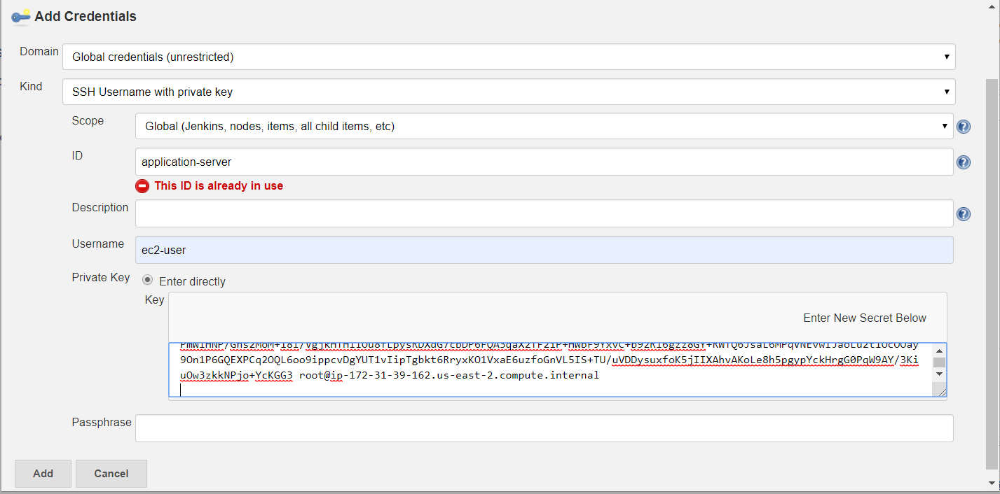 Add Credentials
Domain
Global credentials (unrestricted)
Kind
SSH Username with private key
Scope
Global (Jenkins, nodes, items, all child items, etc)
ID
application-server
This ID is already in use
Description
Username
ec2-user
Private Key
Enter directly
Key
Enter New Secret Below
9On1P6GQEXPCq2OQL6oo9ippcvDgYUT1vIipTgbkt6RryxKO1VxaE6uzfoGnVL5IS+TU/uVDDysuxfoK5jIIXAhvAKoLe8h5pgypYckHrgG0PqW9AY/3Ki
uOw3zkkNPjo+YcKGG3 root@ip-172-31-39-162.us-east-2.compute.internal
Passphrase
Add
Cancel